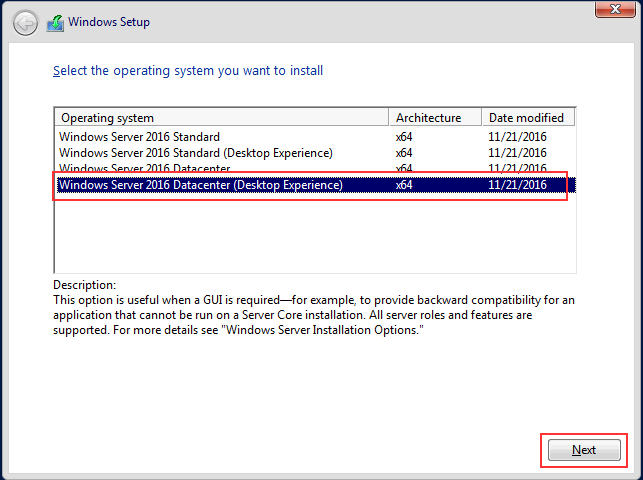 Windows Setup
Select the operating system you want to install
Operating system Architecture Date modified
Windows Server 2016 Standard x64 11/21/2016
Windows Server 2016 Standard (Desktop Experience) x64 11/21/2016
Windows Server 2016 Datacenter x64 11/21/2016
Windows Server 2016 Datacenter (Desktop Experience) x64 11/21/2016
Description:
This option is useful when a GUI is required—for example, to provide backward compatibility for an
application that cannot be run on a Server Core installation. All server roles and features are
supported. For more details see "Windows Server Installation Options."
Next